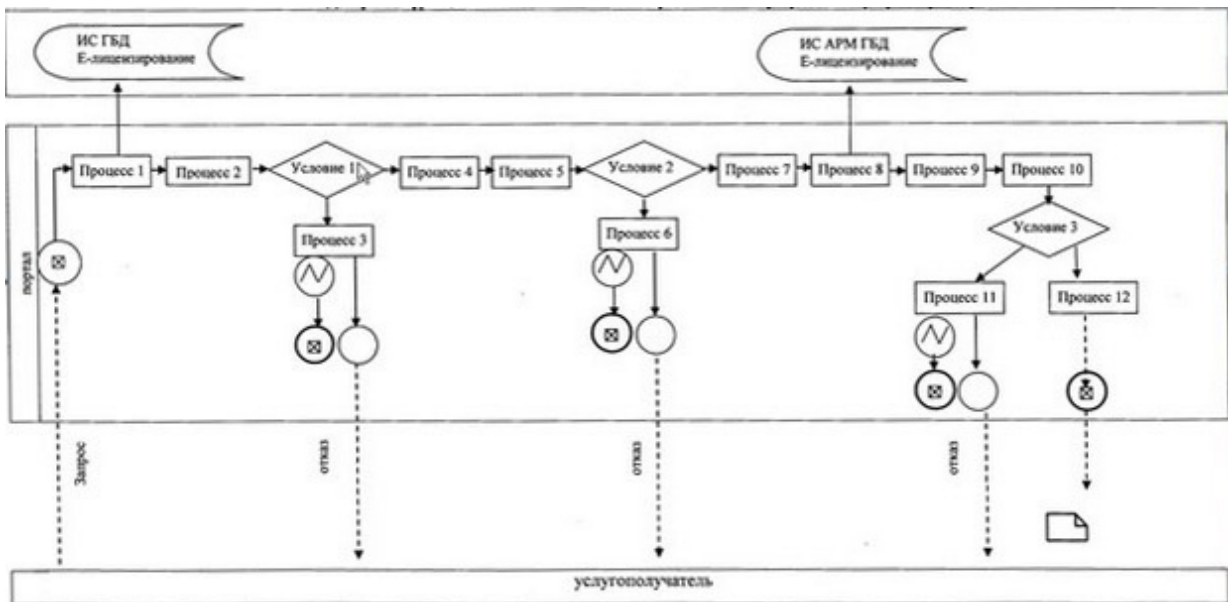 ИС ГБД
Е-лицензирование
ИС АРМ ГБД
Е-лицензирование
портал
Процесс 1
Процесс 2
Условие 1
Процесс 4
Процесс 5
Условие 2
Процесс 7
Процесс 8
Процесс 9
Процесс 10
Процесс 3
Процесс 6
Условие 3
Процесс 11
Процесс 12
Запрос
отказ
отказ
отказ
услугополучатель